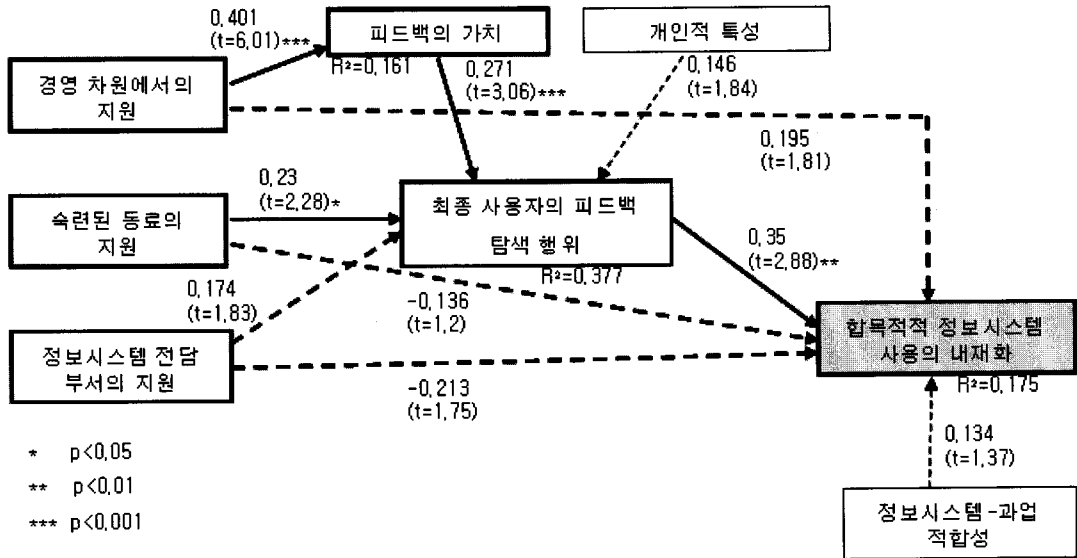 0,401
(t=6,01)***
피드백의 가치
R²=0,161
개인적 특성
0,271
(t=3,06)***
0,146
(t=1,84)
경영 차원에서의
지원
0,195
(t=1,81)
0,23
(t=2,28)*
숙련된 동료의
지원
최종 사용자의 피드백
탐색 행위
R²=0,377
0,35
(t=2,88)**
0,174
(t=1,83)
-0,136
(t=1,2)
합목적적 정보시스템
사용의 내재화
R²=0,175
정보시스템 전담
부서의 지원
-0,213
(t=1,75)
0,134
(t=1,37)
정보시스템-과업
적합성
* p<0,05
** p<0,01
*** p<0,001